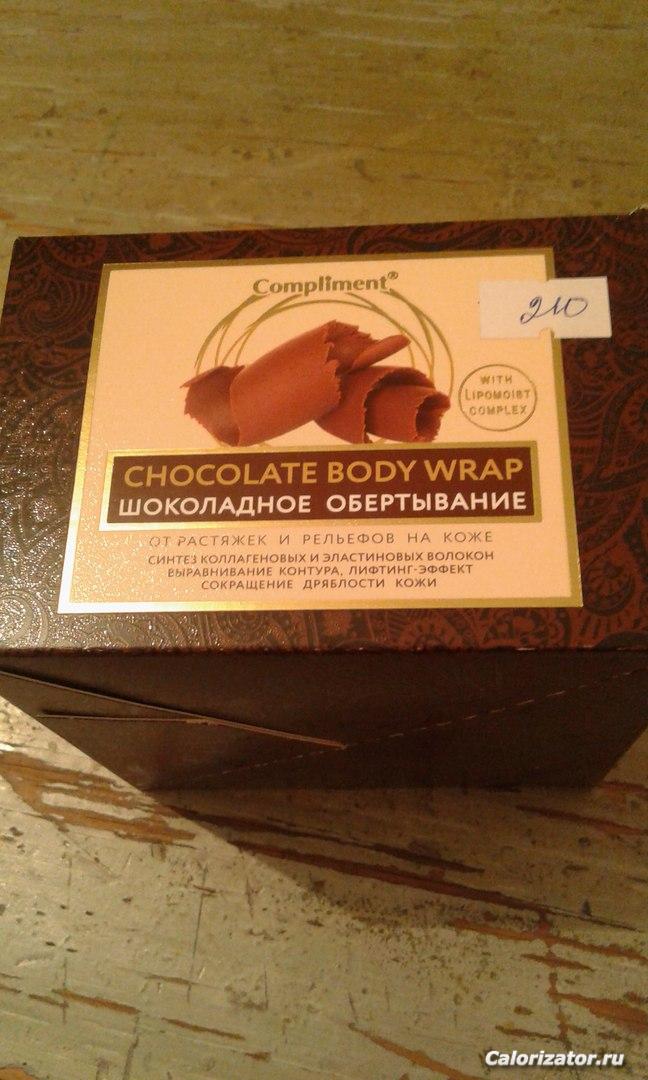 Compliment®
210
WITH
LIPOMOIST
COMPLEX
CHOCOLATE BODY WRAP
ШОКОЛАДНОЕ ОБЕРТЫВАНИЕ
ОТ РАСТЯЖЕК И РЕЛЬЕФОВ НА КОЖЕ
СИНТЕЗ КОЛЛАГЕНОВЫХ И ЭЛАСТИНОВЫХ ВОЛОКОН
ВЫРАВНИВАНИЕ КОНТУРА, ЛИФТИНГ-ЭФФЕКТ
СОКРАЩЕНИЕ ДРЯБЛОСТИ КОЖИ
Calorizator.ru